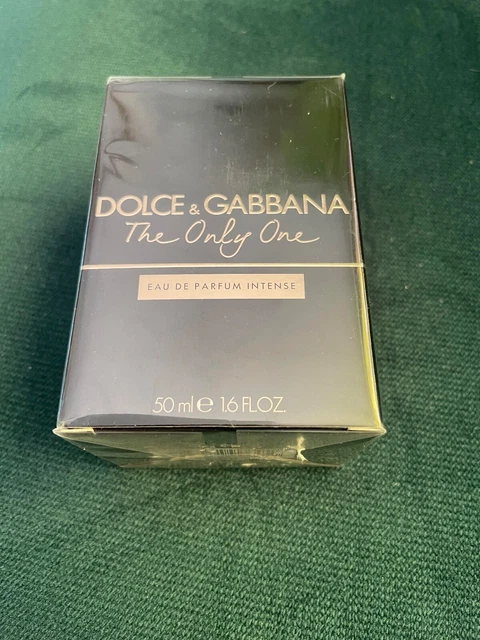 DOLCE & GABBANA
The Only One
EAU DE PARFUM INTENSE
50 ml e 1.6 FL.OZ.